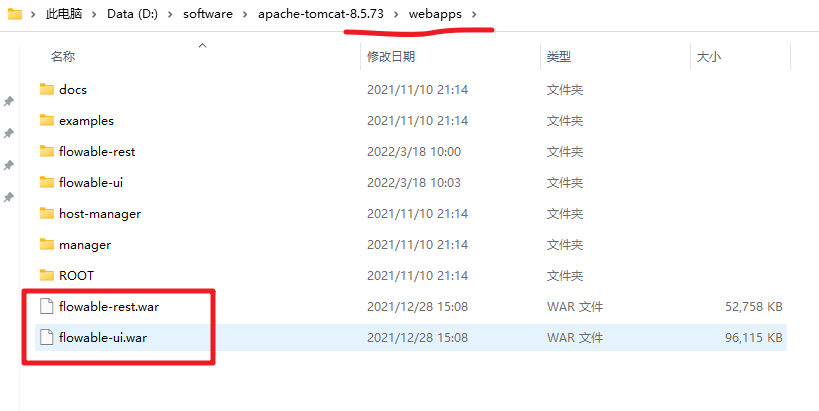 此电脑 > Data (D:) > software > apache-tomcat-8.5.73 > webapps >
名称 修改日期 类型 大小
docs 2021/11/10 21:14 文件夹
examples 2021/11/10 21:14 文件夹
flowable-rest 2022/3/18 10:00 文件夹
flowable-ui 2022/3/18 10:03 文件夹
host-manager 2021/11/10 21:14 文件夹
manager 2021/11/10 21:14 文件夹
ROOT 2021/11/10 21:14 文件夹
flowable-rest.war 2021/12/28 15:08 WAR 文件 52,758 KB
flowable-ui.war 2021/12/28 15:08 WAR 文件 96,115 KB